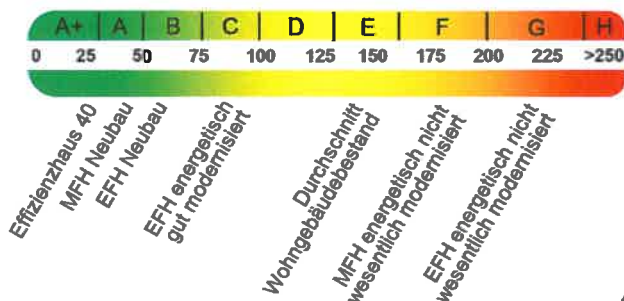 A+ A B C D E F G H
0 25 50 75 100 125 150 175 200 225 >250
Effizienzhaus 40
MFH Neubau
EFH Neubau
EFH energetisch
gut modernisiert
Durchschnitt
Wohngebäudebestand
MFH energetisch nicht
wesentlich modernisiert
EFH energetisch nicht
wesentlich modernisiert